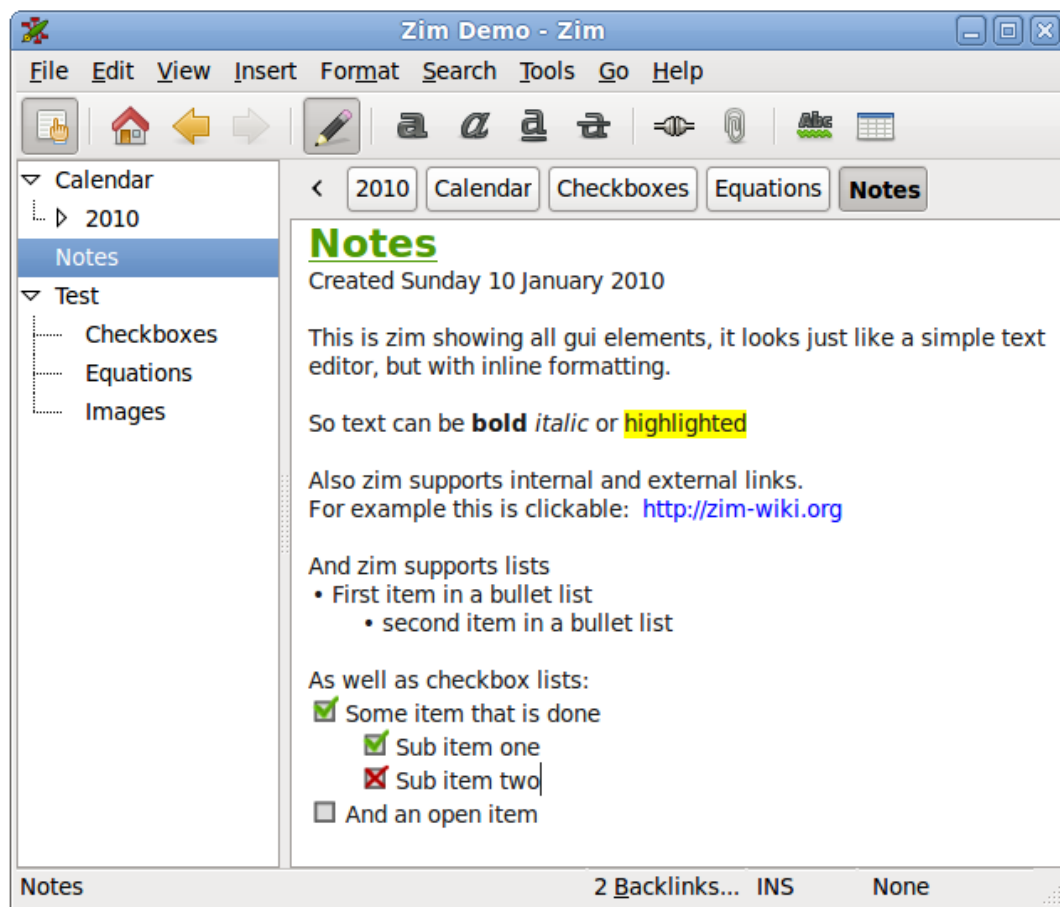 Zim Demo - Zim
File Edit View Insert Format Search Tools Go Help
a a a a Abc
Calendar
2010
Notes
Test
Checkboxes
Equations
Images
2010 Calendar Checkboxes Equations Notes
Notes
Created Sunday 10 January 2010
This is zim showing all gui elements, it looks just like a simple text
editor, but with inline formatting.
So text can be bold italic or highlighted
Also zim supports internal and external links.
For example this is clickable: http://zim-wiki.org
And zim supports lists
• First item in a bullet list
• second item in a bullet list
As well as checkbox lists:
Some item that is done
Sub item one
Sub item two
And an open item
Notes 2 Backlinks... INS None